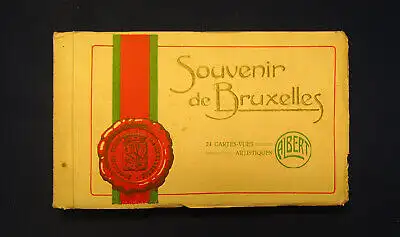 Souvenir
de Bruxelles
24 CARTES-VUES
ARTISTIQUES
ALBERT